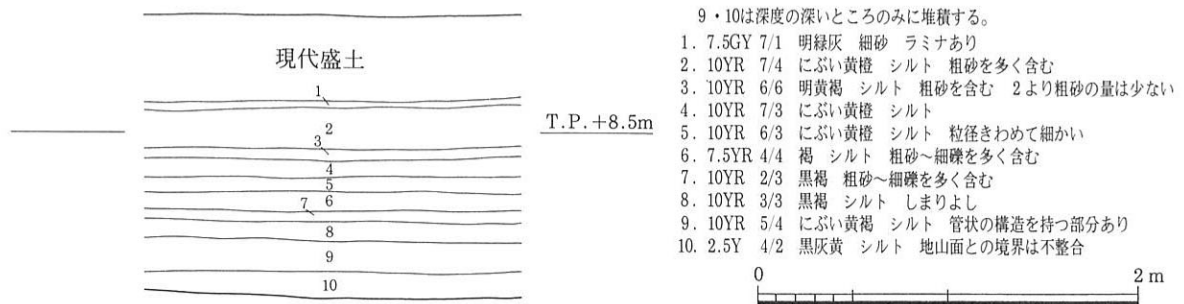 現代盛土
1
2
3
4
5
6
7
8
9
10
T.P.+8.5m
9・10は深度の深いところのみに堆積する。
1. 7.5GY 7/1 明緑灰 細砂 ラミナあり
2. 10YR 7/4 にぶい黄橙 シルト 粗砂を多く含む
3. 10YR 6/6 明黄褐 シルト 粗砂を含む 2より粗砂の量は少ない
4. 10YR 7/3 にぶい黄橙 シルト
5. 10YR 6/3 にぶい黄橙 シルト 粒径きわめて細かい
6. 7.5YR 4/4 褐 シルト 粗砂～細礫を多く含む
7. 10YR 2/3 黒褐 粗砂～細礫を多く含む
8. 10YR 3/3 黒褐 シルト しまりよし
9. 10YR 5/4 にぶい黄褐 シルト 管状の構造を持つ部分あり
10. 2.5Y 4/2 黒灰黄 シルト 地山面との境界は不整合
0 2m